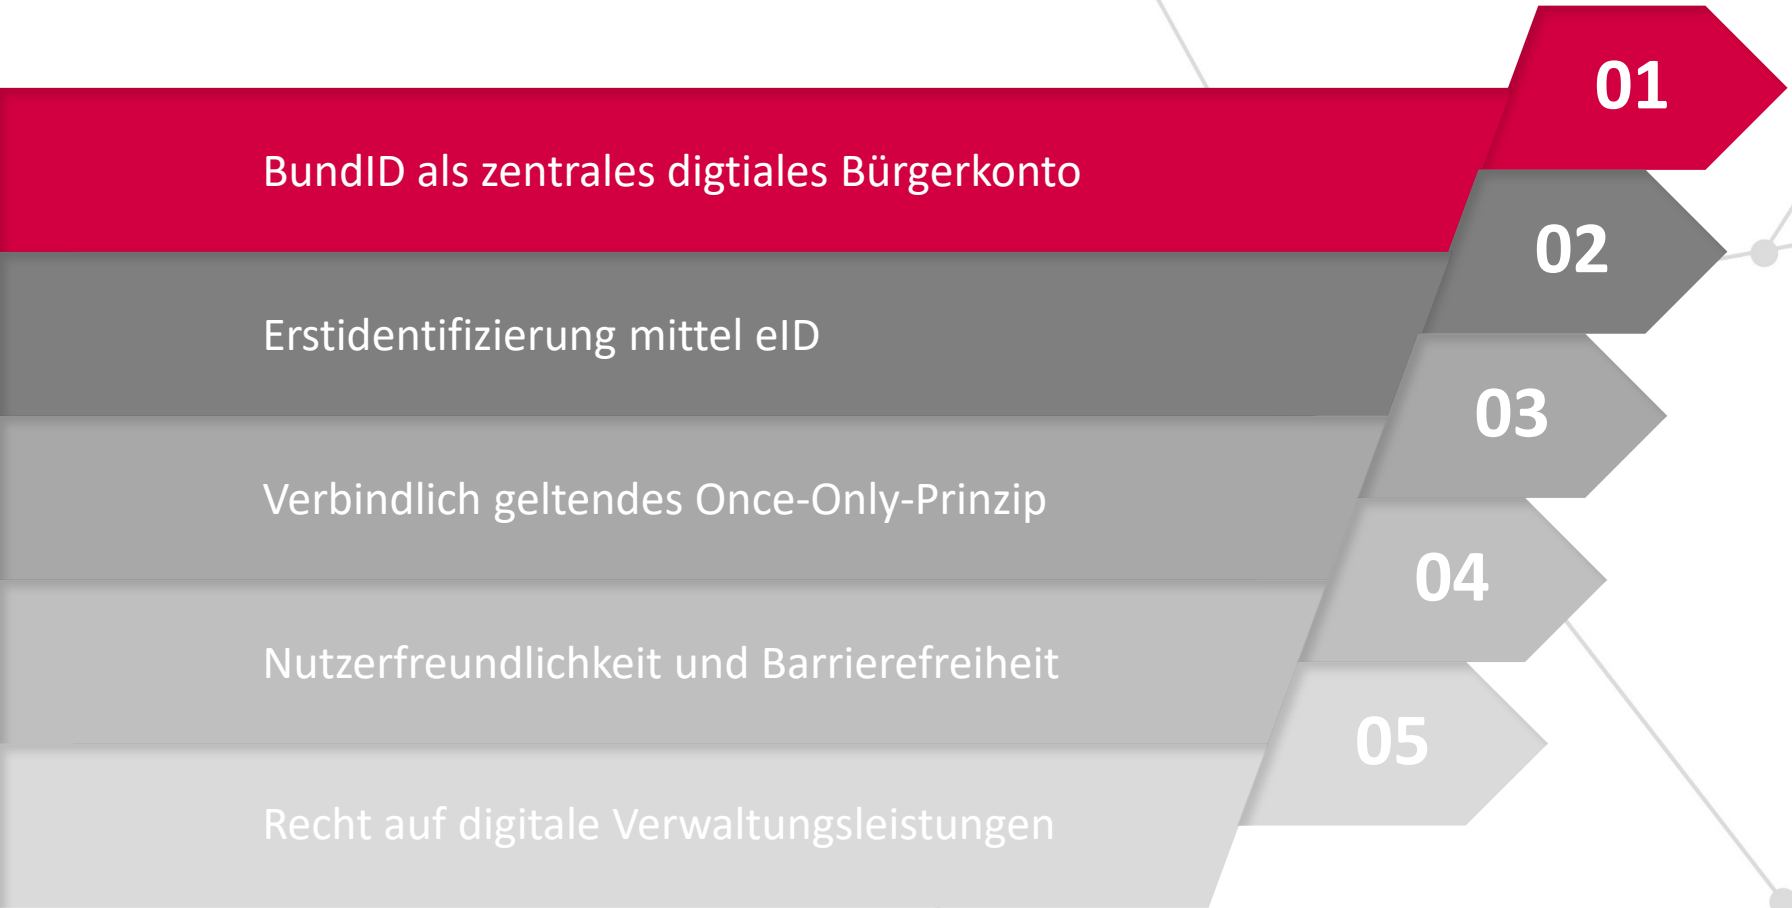 01
BundID als zentrales digtiales Bürgerkonto
02
Erstidentifizierung mittel eID
03
Verbindlich geltendes Once-Only-Prinzip
04
Nutzerfreundlichkeit und Barrierefreiheit
05
Recht auf digitale Verwaltungsleistungen